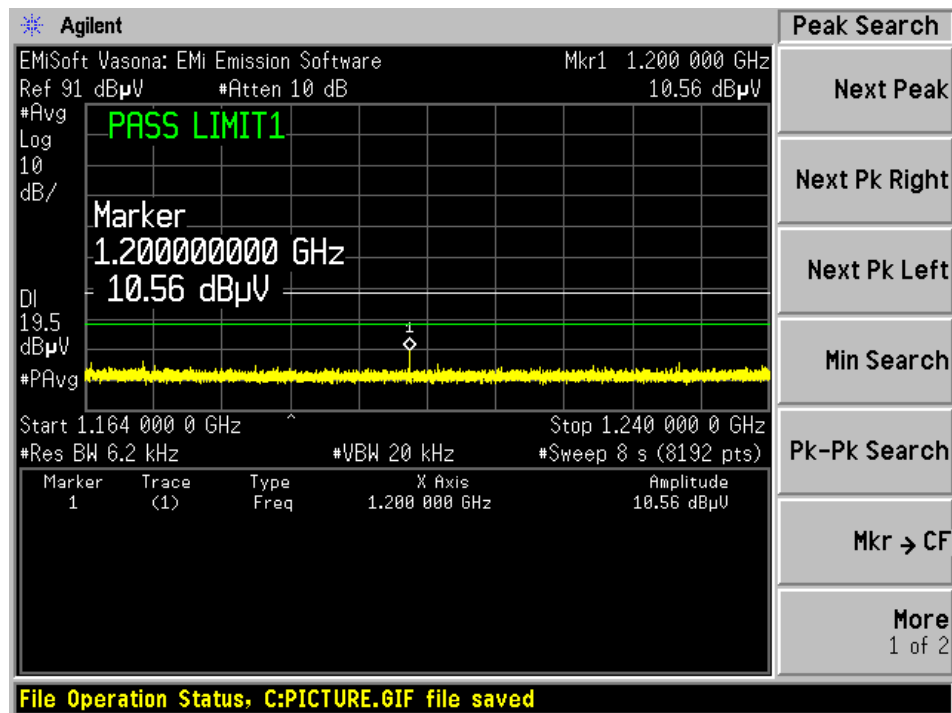 Agilent
Peak Search
EMiSoft Vasona: EMi Emission Software
Mkr1 1.200 000 GHz
Ref 91 dBµV #Atten 10 dB
10.56 dBµV
#Avg
Log
10
dB/
PASS LIMIT1
Marker
1.200000000 GHz
10.56 dBµV
DI
19.5
dBµV
#PAvg
1
Start 1.164 000 0 GHz ^ Stop 1.240 000 0 GHz
#Res BW 6.2 kHz #VBW 20 kHz #Sweep 8 s (8192 pts)
Marker Trace Type X Axis Amplitude
1 (1) Freq 1.200 000 GHz 10.56 dBµV
Next Peak
Next Pk Right
Next Pk Left
Min Search
Pk-Pk Search
Mkr → CF
More
1 of 2
File Operation Status, C:PICTURE.GIF file saved